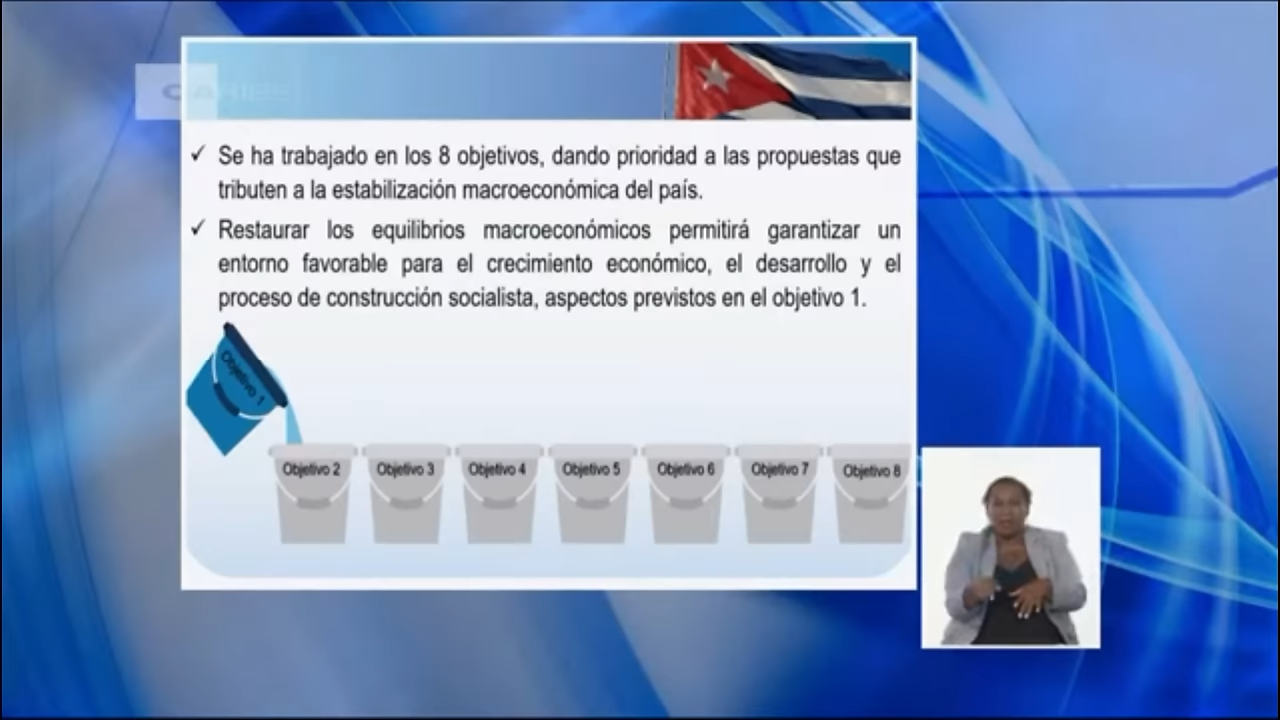 CARIBE
✓ Se ha trabajado en los 8 objetivos, dando prioridad a las propuestas que
tributen a la estabilización macroeconómica del país.
✓ Restaurar los equilibrios macroeconómicos permitirá garantizar un
entorno favorable para el crecimiento económico, el desarrollo y el
proceso de construcción socialista, aspectos previstos en el objetivo 1.
Objetivo 1
Objetivo 2
Objetivo 3
Objetivo 4
Objetivo 5
Objetivo 6
Objetivo 7
Objetivo 8